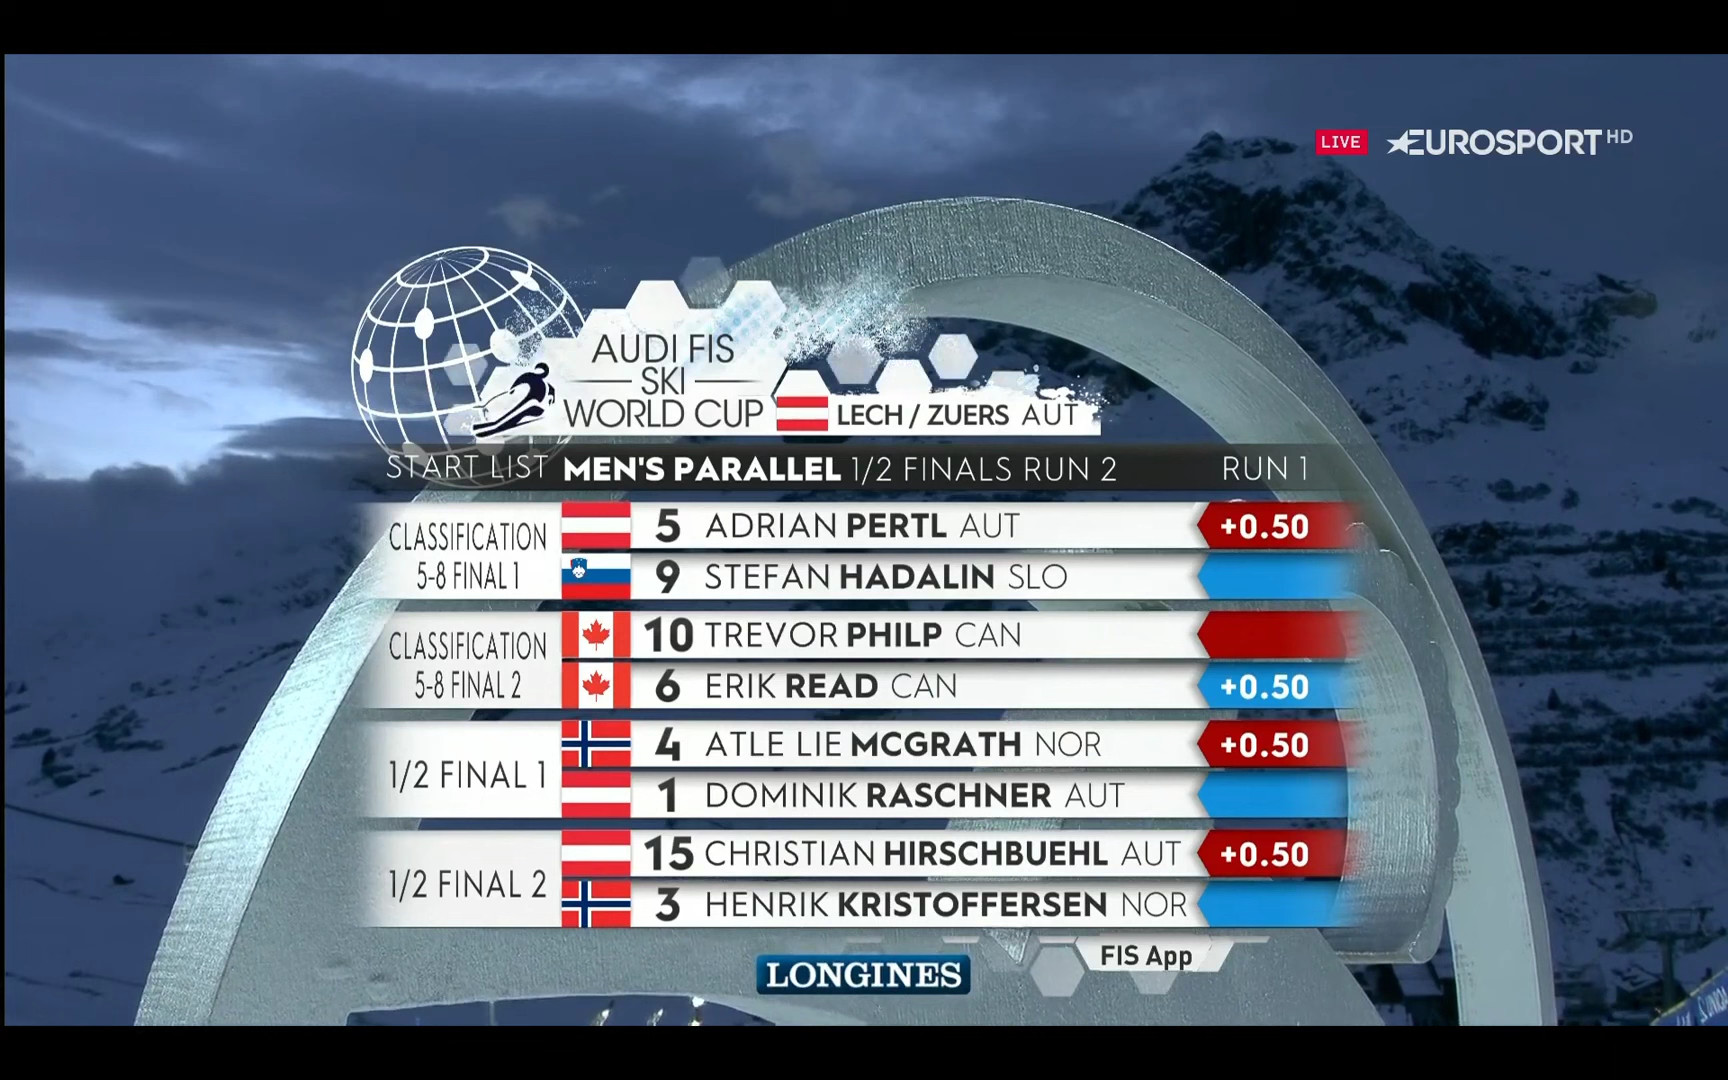 LIVE EUROSPORT HD
AUDI FIS
SKI
WORLD CUP
LECH / ZUERS AUT
START LIST MEN'S PARALLEL 1/2 FINALS RUN 2 RUN 1
CLASSIFICATION
5-8 FINAL 1
5 ADRIAN PERTL AUT +0.50
9 STEFAN HADALIN SLO
CLASSIFICATION
5-8 FINAL 2
10 TREVOR PHILP CAN
6 ERIK READ CAN +0.50
1/2 FINAL 1
4 ATLE LIE MCGRATH NOR +0.50
1 DOMINIK RASCHNER AUT
1/2 FINAL 2
15 CHRISTIAN HIRSCHBUEHL AUT +0.50
3 HENRIK KRISTOFFERSEN NOR
FIS App
LONGINES